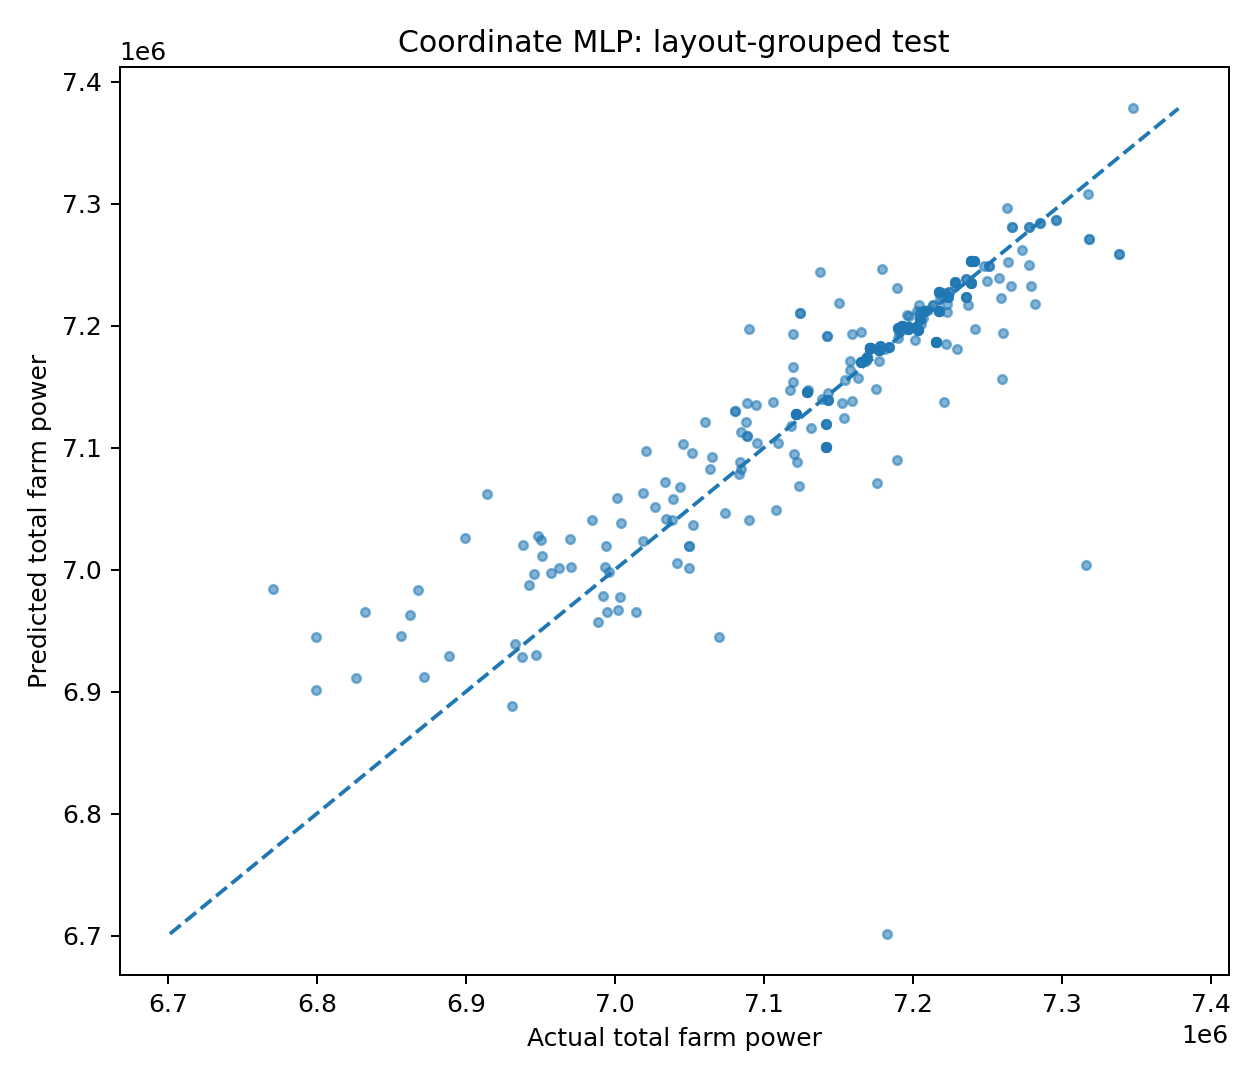 Coordinate MLP: layout-grouped test
1e6
7.4
7.3
7.2
7.1
7.0
6.9
6.8
6.7
Predicted total farm power
6.7 6.8 6.9 7.0 7.1 7.2 7.3 7.4
1e6
Actual total farm power